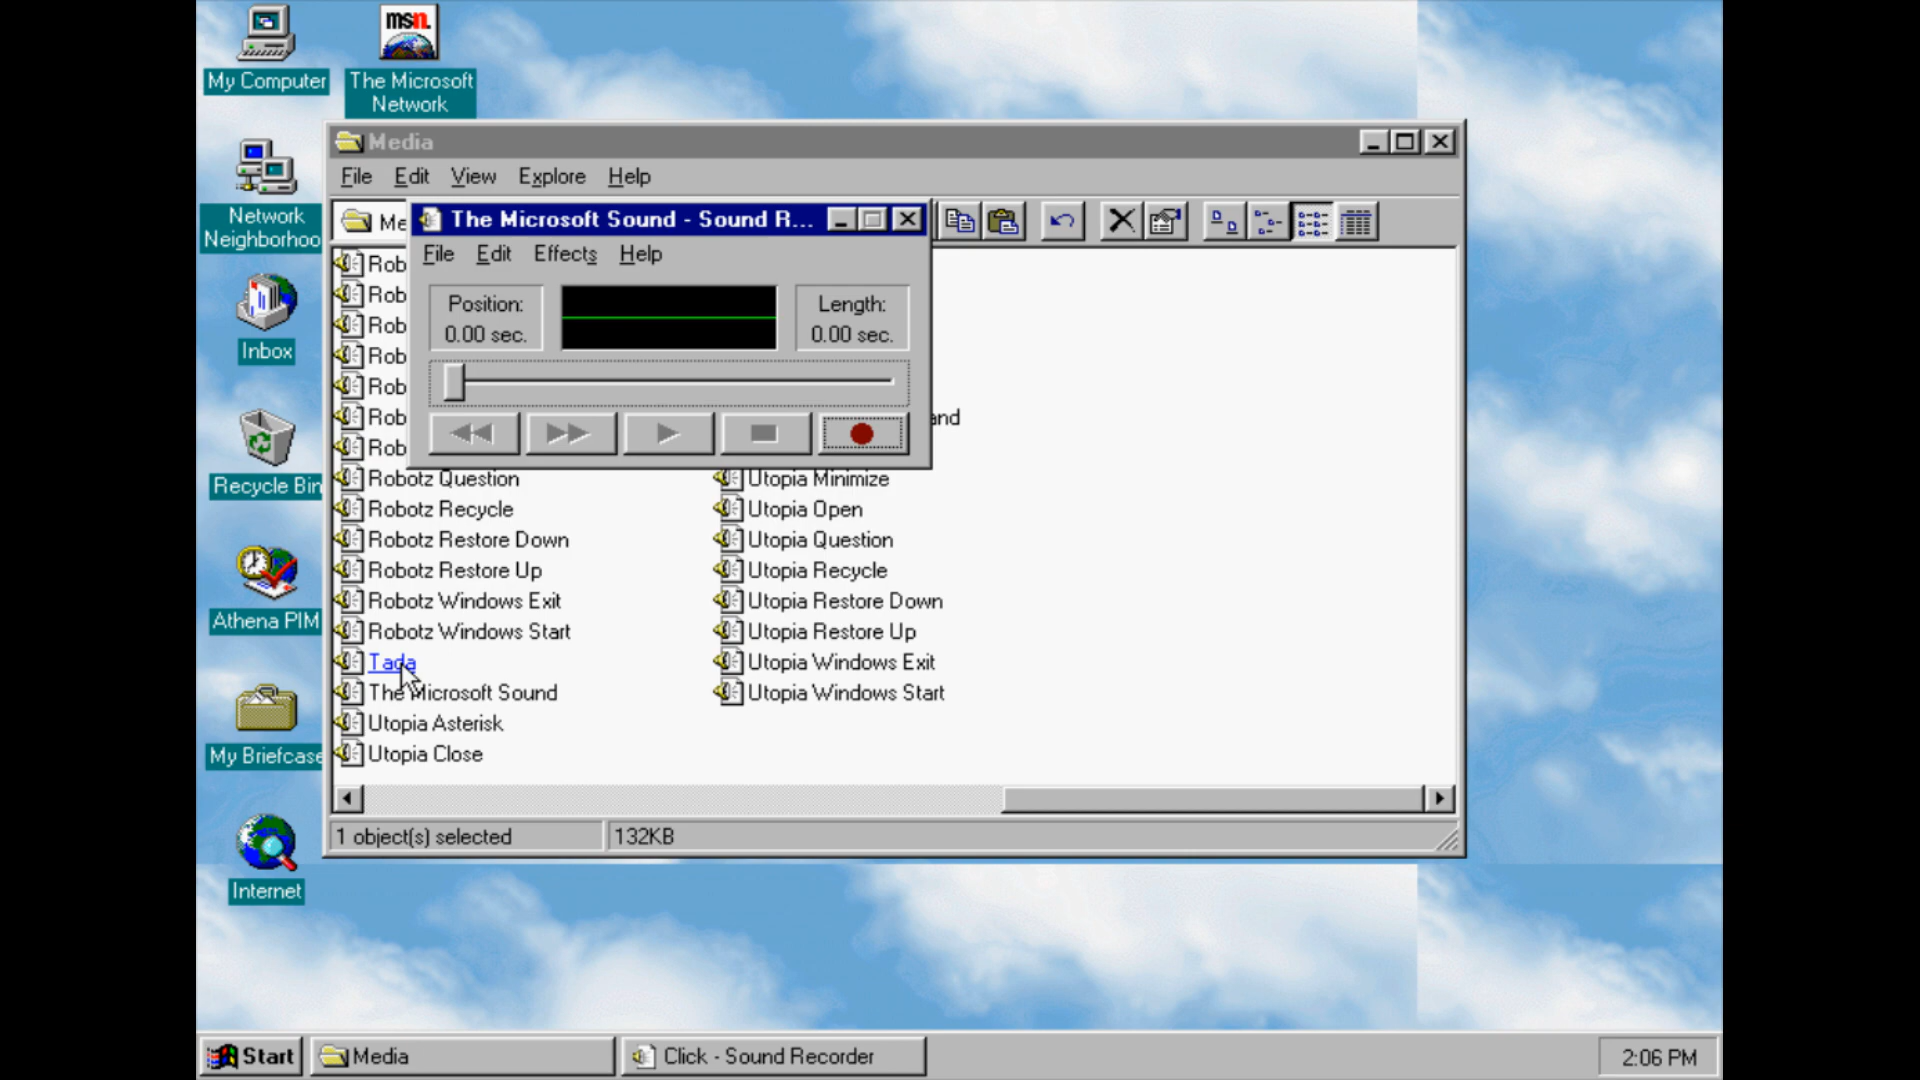 My Computer
msn.
The Microsoft
Network
Network
Neighborhoo
Inbox
Recycle Bin
Athena PIM
My Briefcase
Internet
Media
File Edit View Explore Help
Me
The Microsoft Sound - Sound R...
File Edit Effects Help
Position:
0.00 sec.
Length:
0.00 sec.
Rob
Rob
Rob
Rob
Rob
Rob
Rob
Robotz Question
Robotz Recycle
Robotz Restore Down
Robotz Restore Up
Robotz Windows Exit
Robotz Windows Start
Tada
The Microsoft Sound
Utopia Asterisk
Utopia Close
and
Utopia Minimize
Utopia Open
Utopia Question
Utopia Recycle
Utopia Restore Down
Utopia Restore Up
Utopia Windows Exit
Utopia Windows Start
1 object(s) selected
132KB
Start
Media
Click - Sound Recorder
2:06 PM